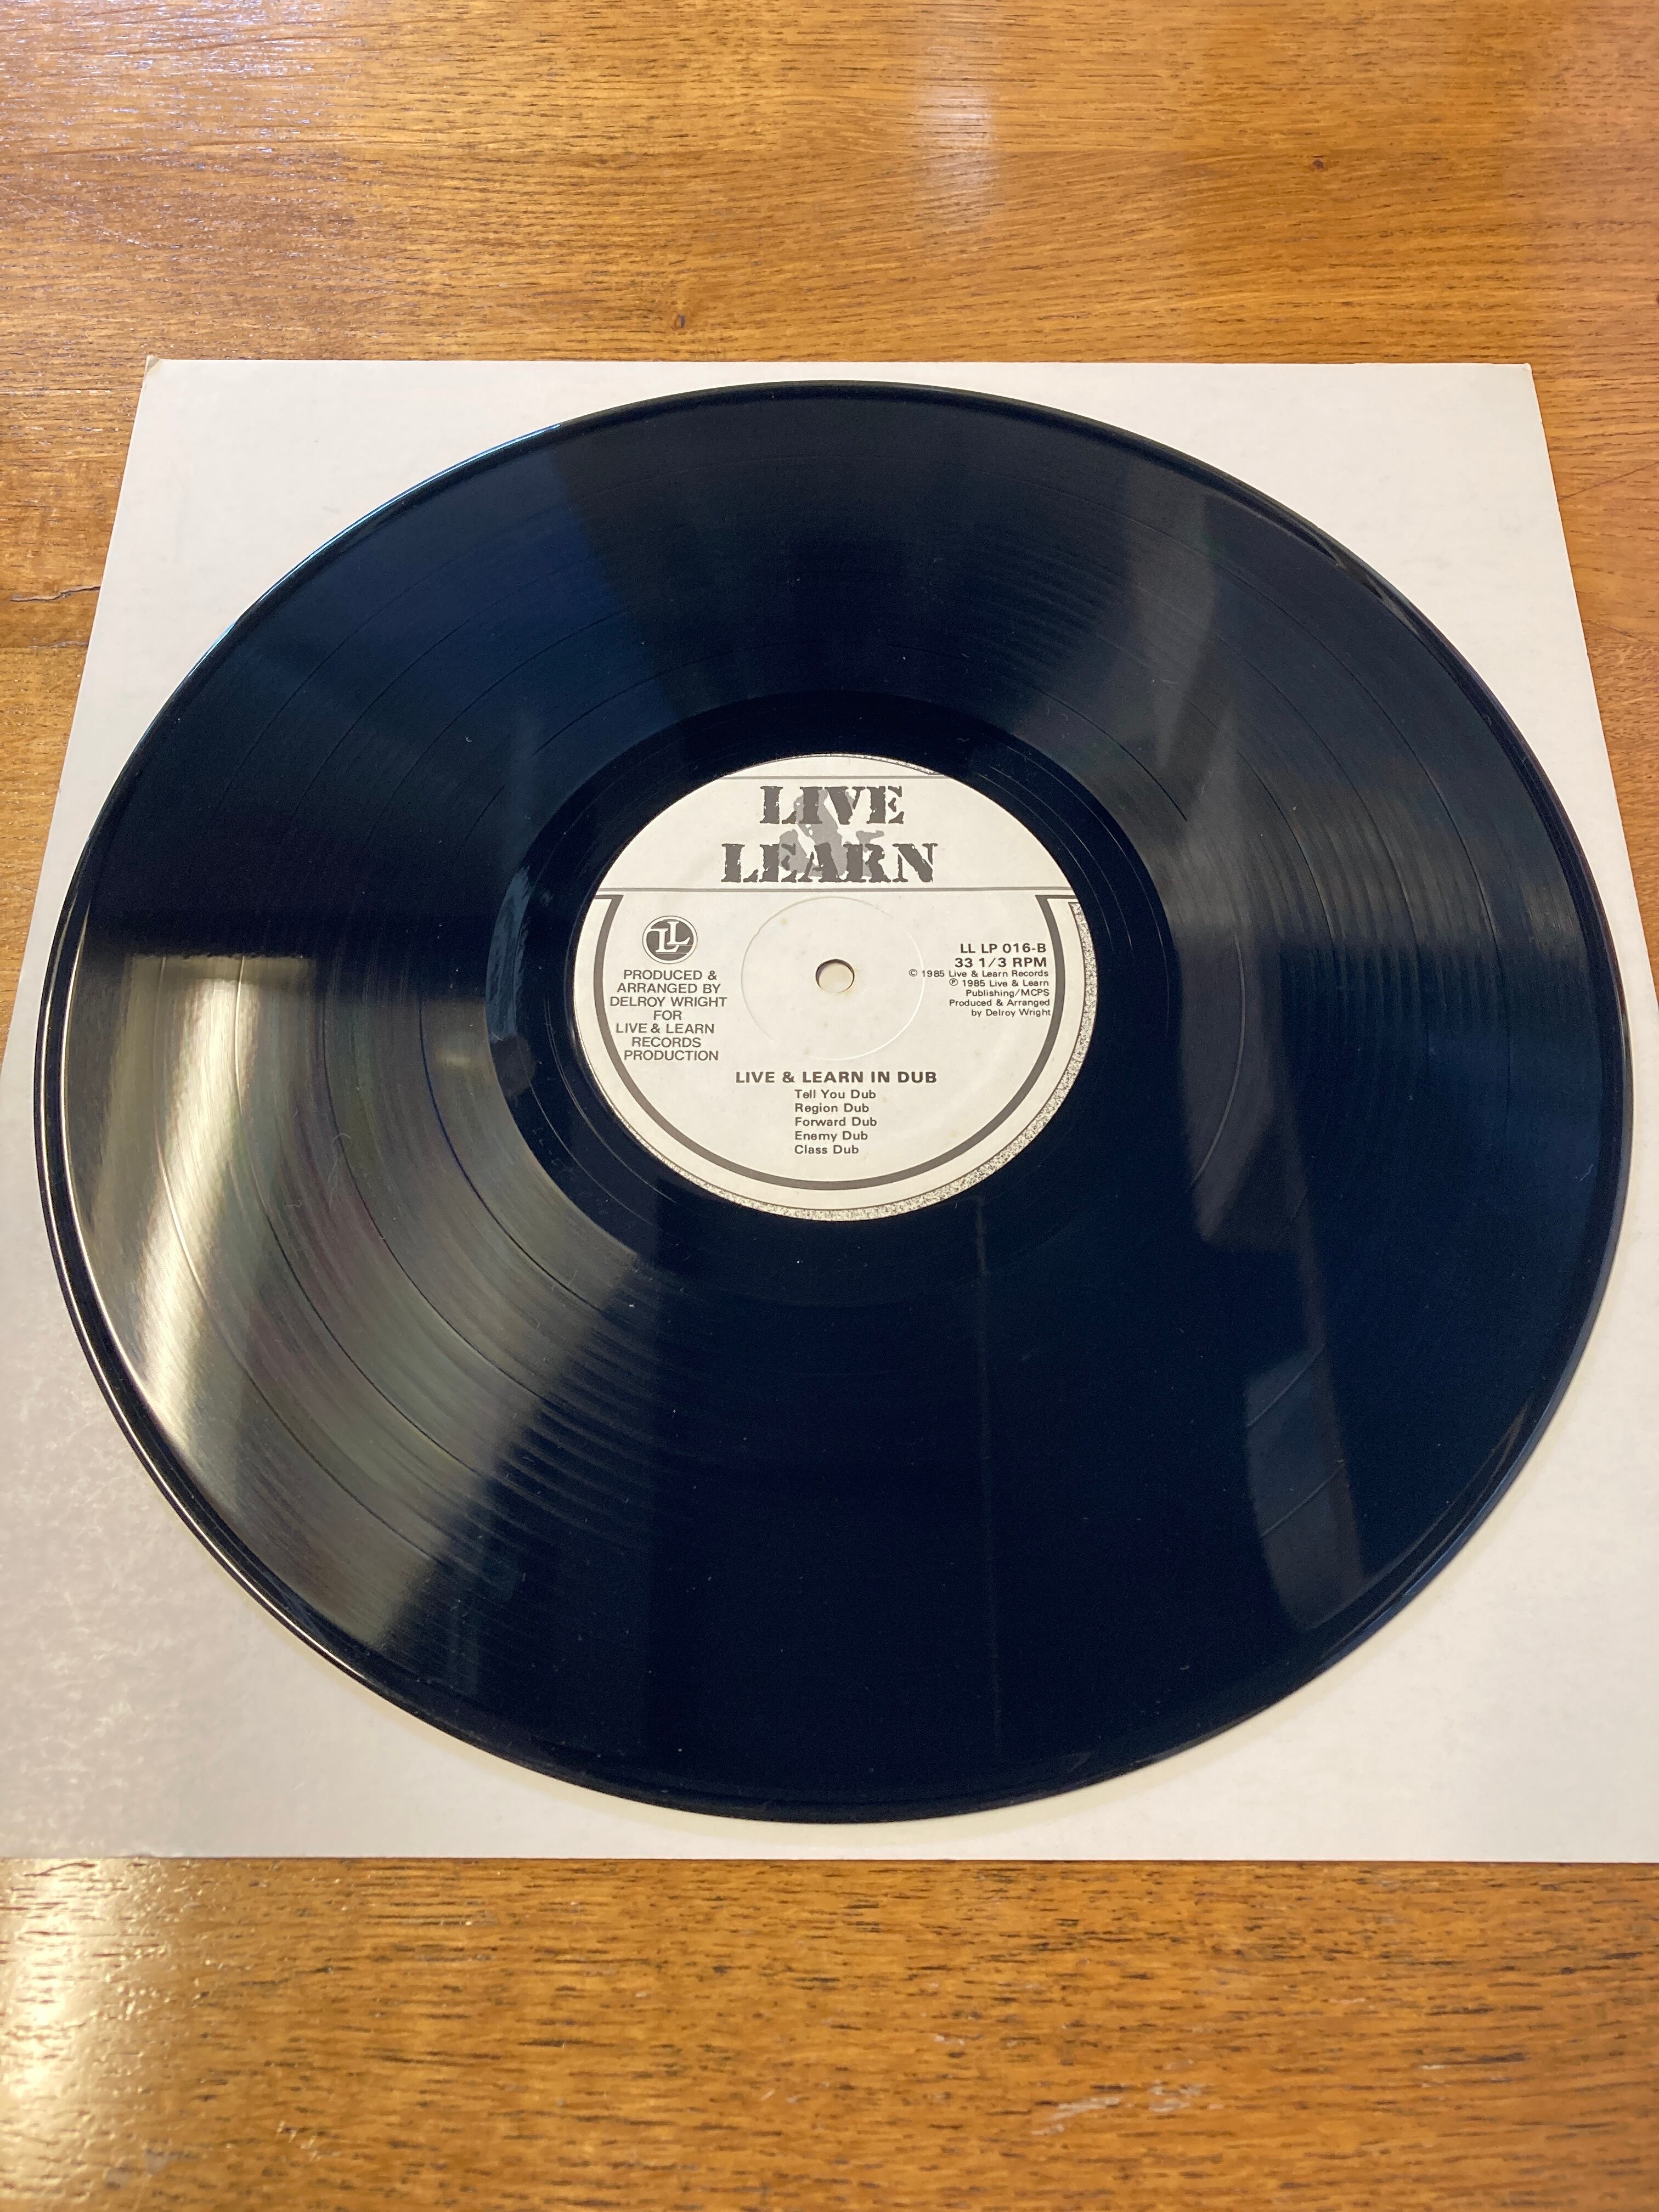 LIVE
&
LEARN
LL
PRODUCED &
ARRANGED BY
DELROY WRIGHT
FOR
LIVE & LEARN
RECORDS
PRODUCTION
LL LP 016-B
33 1/3 RPM
© 1985 Live & Learn Records
℗ 1985 Live & Learn
Publishing/MCPS
Produced & Arranged
by Delroy Wright
LIVE & LEARN IN DUB
Tell You Dub
Region Dub
Forward Dub
Enemy Dub
Class Dub